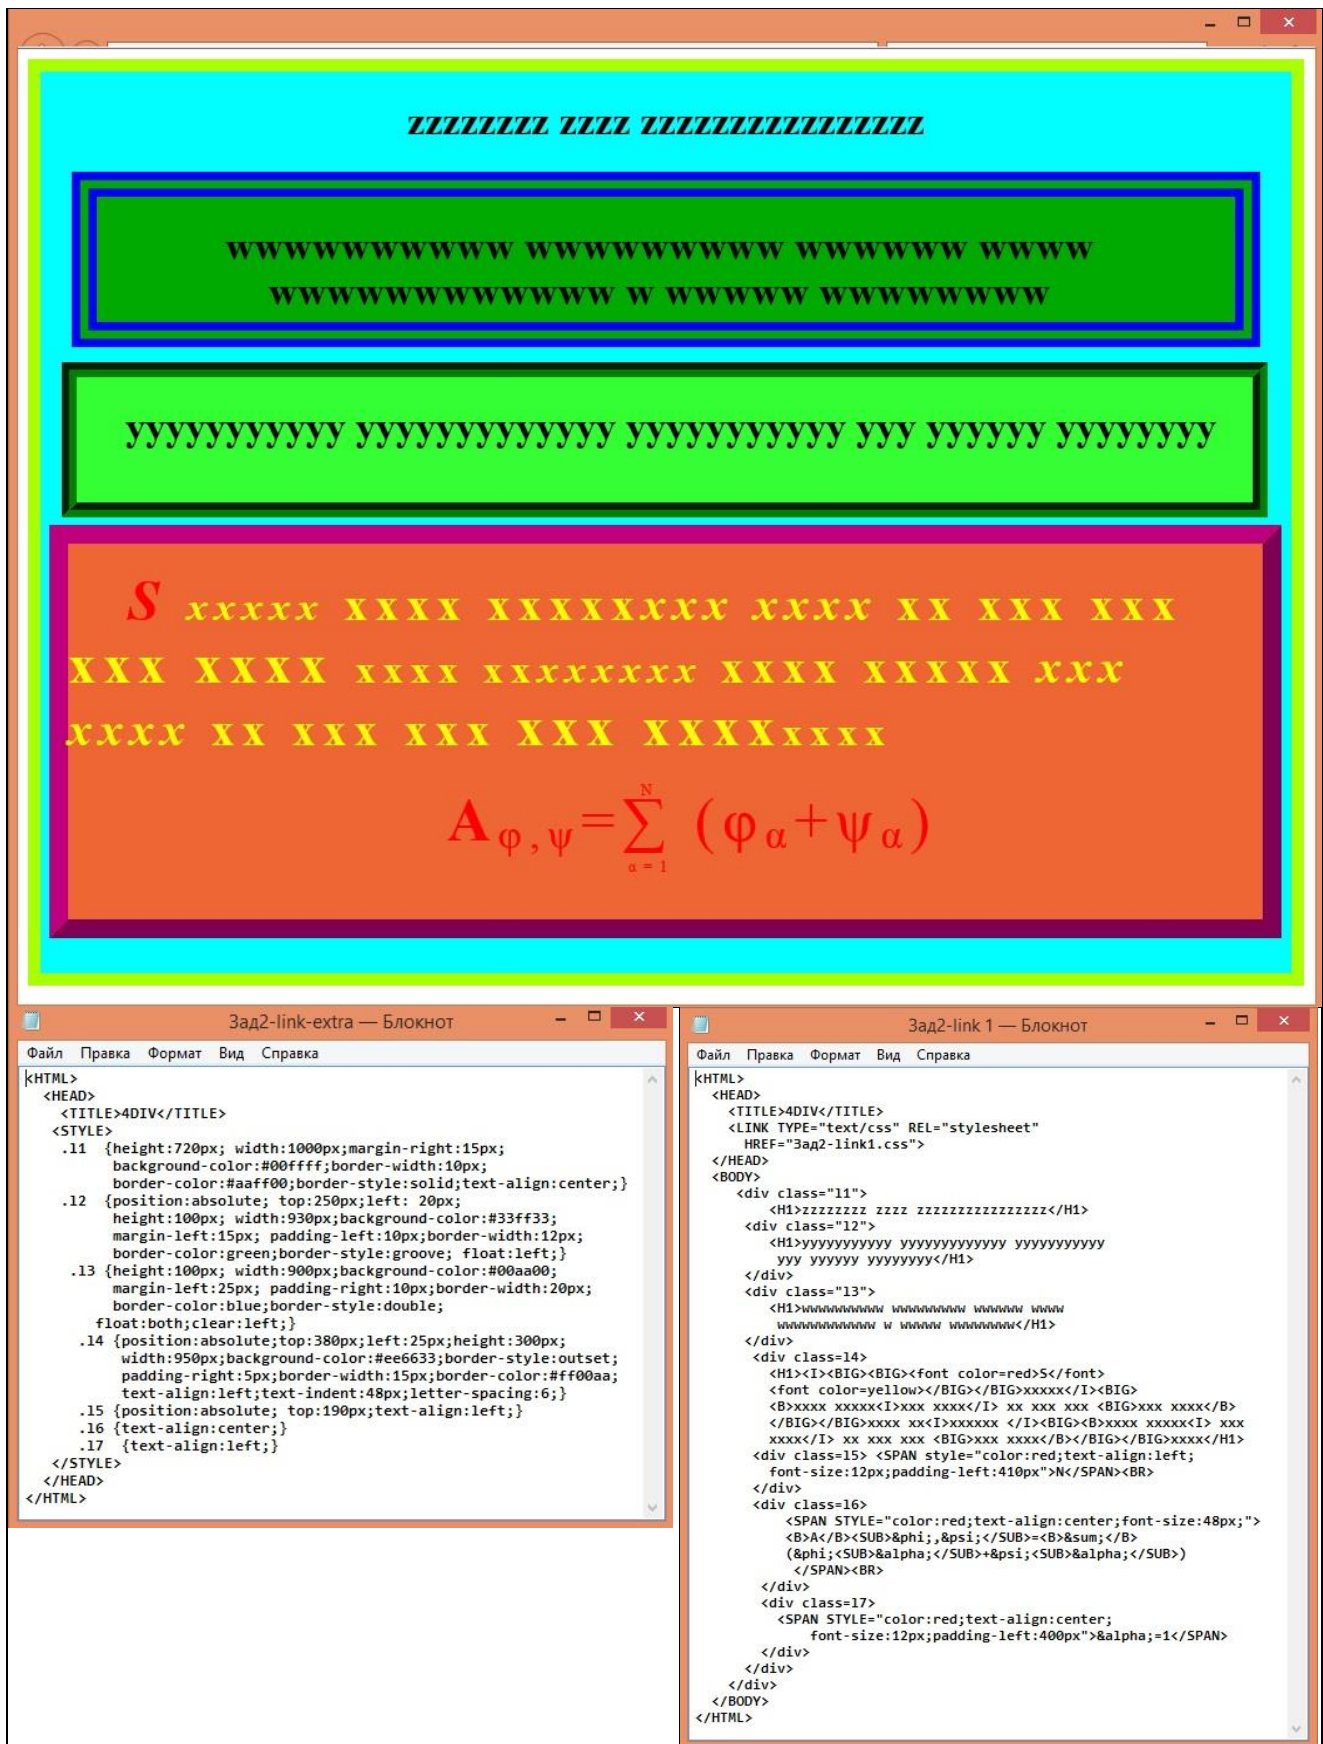 zzzzzzzz zzzz zzzzzzzzzzzzzzzz
wwwwwwwwww wwwwwwwww wwwwww wwww
wwwwwwwwwwww w wwwww wwwwwwww
yyyyyyyyyyy yyyyyyyyyyyyy yyyyyyyyyyy yyy yyyyyy yyyyyyyy
S xxxxx xxxx xxxxxxxx xxxx xx xxx xxx
xxx xxxx xxxx xxxxxxxx xxxx xxxxx xxx
xxxx xx xxx xxx xxx xxxxxxxx
N
A φ , ψ =∑ (φ α+ψ α)
α = 1
Зад2-link-extra — Блокнот
Файл Правка Формат Вид Справка
<HTML>
<HEAD>
<TITLE>4DIV</TITLE>
<STYLE>
.l1 {height:720px; width:1000px;margin-right:15px;
background-color:#00ffff;border-width:10px;
border-color:#aaff00;border-style:solid;text-align:center;}
.l2 {position:absolute; top:250px;left: 20px;
height:100px; width:930px;background-color:#33ff33;
margin-left:15px; padding-left:10px;border-width:12px;
border-color:green;border-style:groove; float:left;}
.l3 {height:100px; width:900px;background-color:#00aa00;
margin-left:25px; padding-right:10px;border-width:20px;
border-color:blue;border-style:double;
float:both;clear:left;}
.l4 {position:absolute;top:380px;left:25px;height:300px;
width:950px;background-color:#ee6633;border-style:outset;
padding-right:5px;border-width:15px;border-color:#ff00aa;
text-align:left;text-indent:48px;letter-spacing:6;}
.l5 {position:absolute; top:190px;text-align:left;}
.l6 {text-align:center;}
.l7 {text-align:left;}
</STYLE>
</HEAD>
</HTML>
Зад2-link 1 — Блокнот
Файл Правка Формат Вид Справка
<HTML>
<HEAD>
<TITLE>4DIV</TITLE>
<LINK TYPE="text/css" REL="stylesheet"
HREF="Зад2-link1.css">
</HEAD>
<BODY>
<div class="l1">
<H1>zzzzzzzz zzzz zzzzzzzzzzzzzzzz</H1>
<div class="l2">
<H1>yyyyyyyyyyy yyyyyyyyyyyyy yyyyyyyyyyy
yyy yyyyyy yyyyyyyy</H1>
</div>
<div class="l3">
<H1>wwwwwwwwww wwwwwwwww wwwwww wwww
wwwwwwwwwwww w wwwww wwwwwwww</H1>
</div>
<div class=l4>
<H1><I><BIG><BIG><font color=red>S</font>
<font color=yellow></BIG></BIG>xxxxx</I><BIG>
<B>xxxx xxxxx<I>xxx xxxx</I> xx xxx xxx <BIG>xxx xxxx</B>
</BIG></BIG>xxxx xx<I>xxxxxx </I><BIG><B>xxxx xxxxx<I> xxx
xxxx</I> xx xxx xxx <BIG>xxx xxxx</B></BIG></BIG>xxxx</H1>
<div class=l5> <SPAN style="color:red;text-align:left;
font-size:12px;padding-left:410px">N</SPAN><BR>
</div>
<div class=l6>
<SPAN STYLE="color:red;text-align:center;font-size:48px;">
<B>A</B><SUB>&phi;,&psi;</SUB>=<B>&sum;</B>
(&phi;<SUB>&alpha;</SUB>+&psi;<SUB>&alpha;</SUB>)
</SPAN><BR>
</div>
<div class=l7>
<SPAN STYLE="color:red;text-align:center;
font-size:12px;padding-left:400px">&alpha;=1</SPAN>
</div>
</div>
</div>
</BODY>
</HTML>